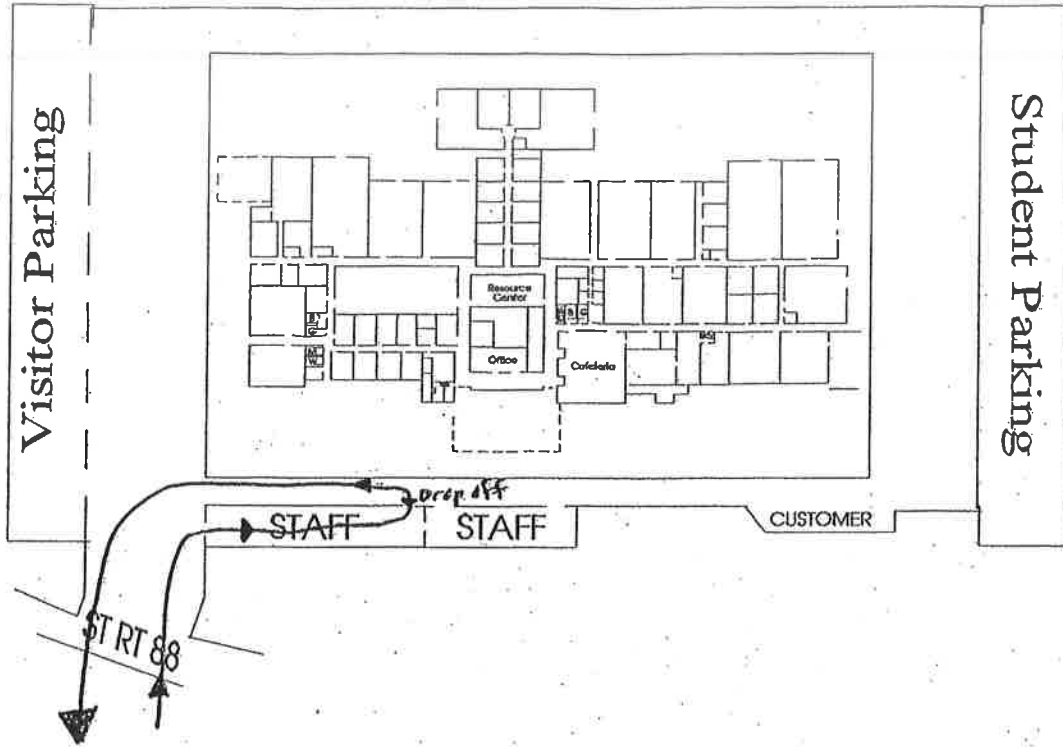 Visitor Parking
Student Parking
Resource
Center
Office
Cafeteria
Drop off
STAFF
STAFF
CUSTOMER
ST RT 88